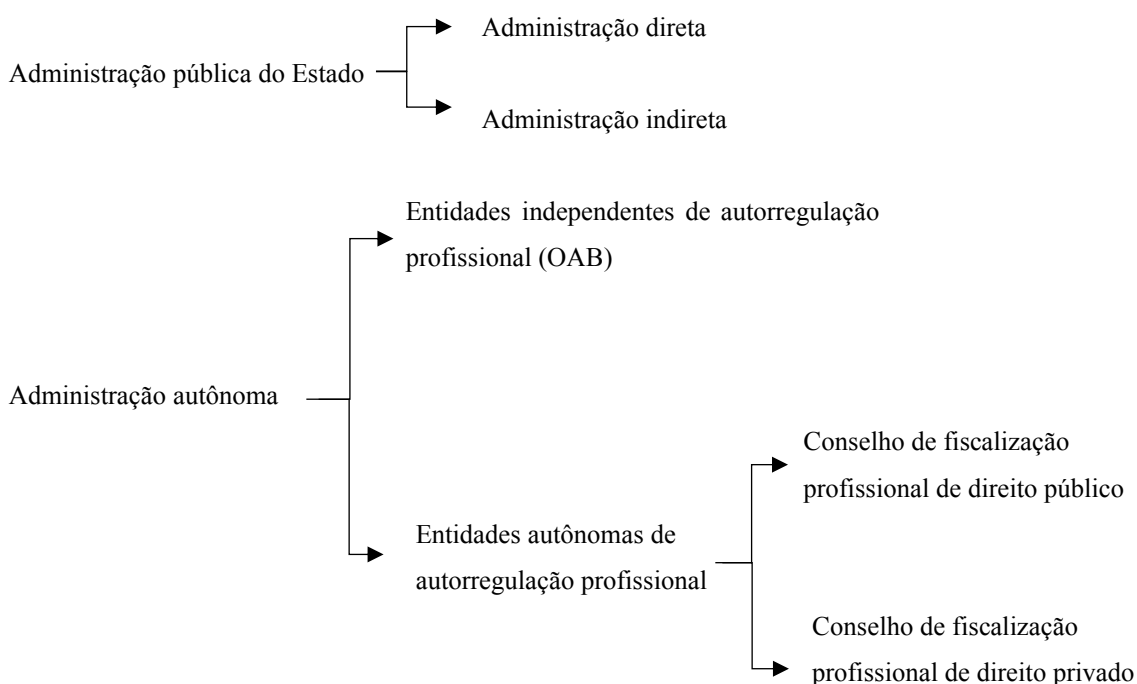 Administração direta
Administração pública do Estado
Administração indireta
Entidades independentes de autorregulação
profissional (OAB)
Administração autônoma
Conselho de fiscalização
profissional de direito público
Entidades autônomas de
autorregulação profissional
Conselho de fiscalização
profissional de direito privado